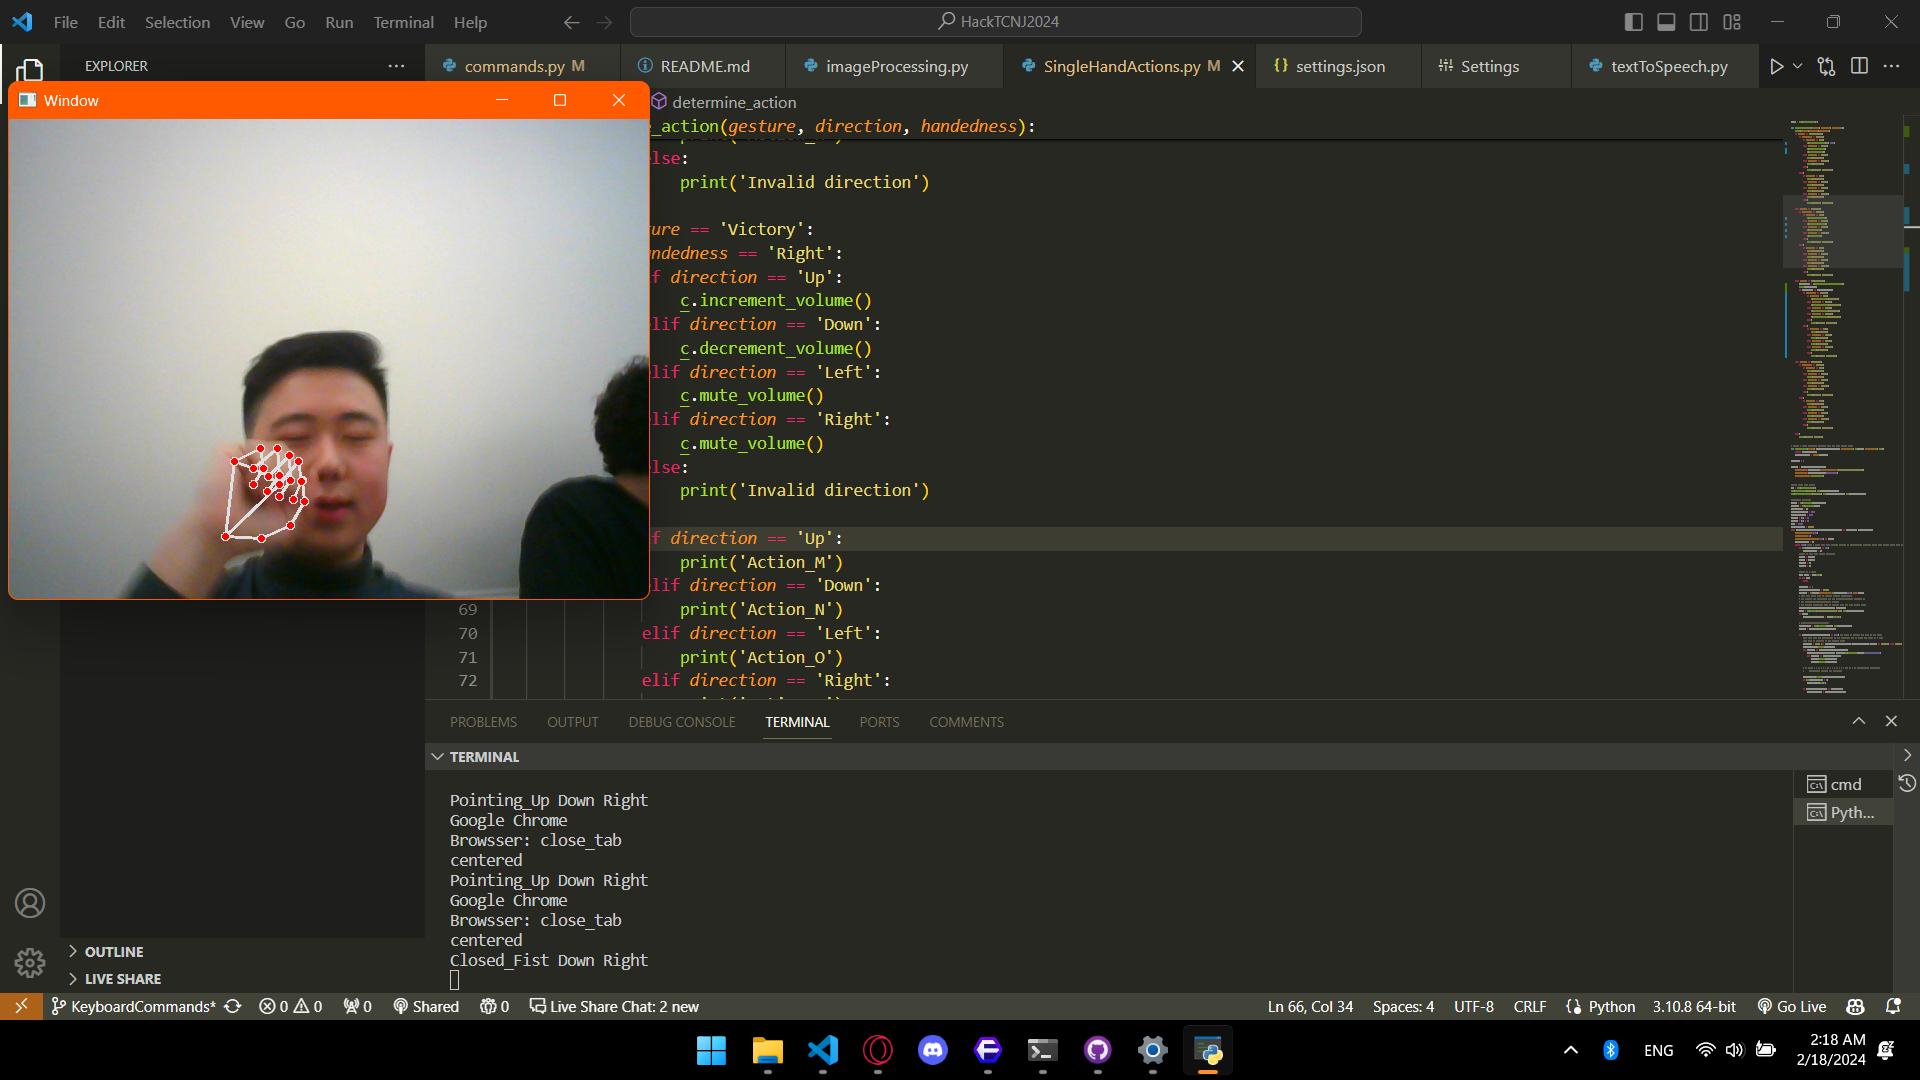 File Edit Selection View Go Run Terminal Help
HackTCNJ2024
EXPLORER
commands.py M
README.md
imageProcessing.py
SingleHandActions.py M
settings.json
Settings
textToSpeech.py
Window
determine_action
_action(gesture, direction, handedness):
lse:
print('Invalid direction')
ure == 'Victory':
ndedness == 'Right':
f direction == 'Up':
c.increment_volume()
lif direction == 'Down':
c.decrement_volume()
lif direction == 'Left':
c.mute_volume()
lif direction == 'Right':
c.mute_volume()
lse:
print('Invalid direction')
f direction == 'Up':
print('Action_M')
lif direction == 'Down':
69 print('Action_N')
70 elif direction == 'Left':
71 print('Action_O')
72 elif direction == 'Right':
PROBLEMS OUTPUT DEBUG CONSOLE TERMINAL PORTS COMMENTS
TERMINAL
cmd
Pyth...
Pointing_Up Down Right
Google Chrome
Browsser: close_tab
centered
Pointing_Up Down Right
Google Chrome
Browsser: close_tab
centered
Closed_Fist Down Right
OUTLINE
LIVE SHARE
KeyboardCommands* 0 0 0 Shared 0 Live Share Chat: 2 new Ln 66, Col 34 Spaces: 4 UTF-8 CRLF Python 3.10.8 64-bit Go Live
ENG
2:18 AM
2/18/2024